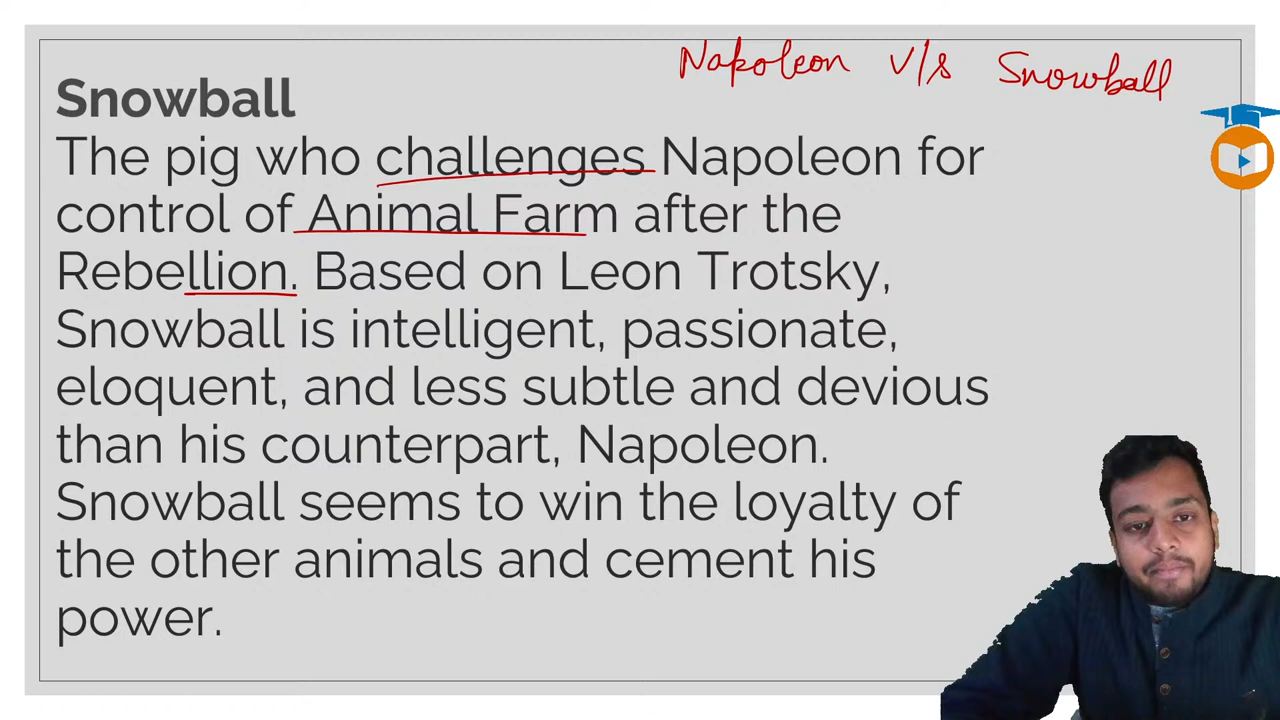 Napoleon v/s Snowball
Snowball
The pig who challenges Napoleon for
control of Animal Farm after the
Rebellion. Based on Leon Trotsky,
Snowball is intelligent, passionate,
eloquent, and less subtle and devious
than his counterpart, Napoleon.
Snowball seems to win the loyalty of
the other animals and cement his
power.